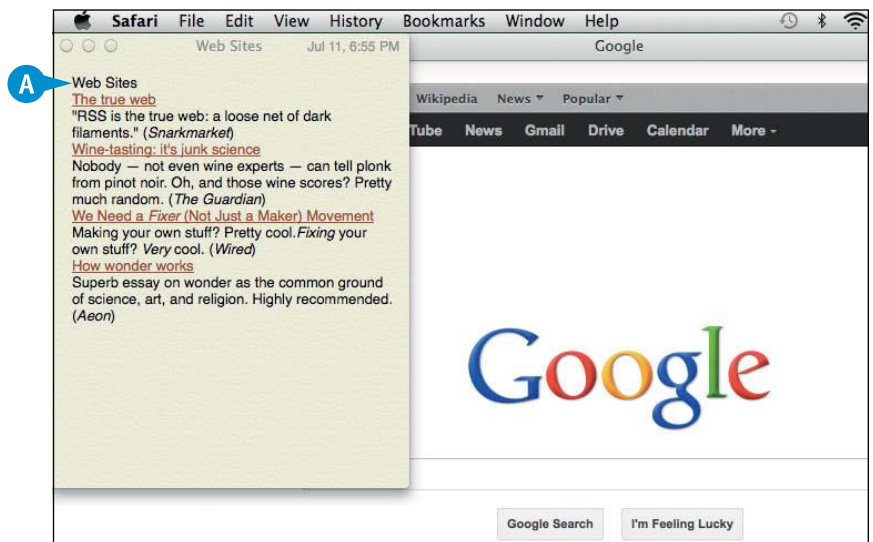 Safari File Edit View History Bookmarks Window Help
Web Sites Jul 11, 6:55 PM
Google
A
Web Sites
The true web
"RSS is the true web: a loose net of dark
filaments." (Snarkmarket)
Wine-tasting: it's junk science
Nobody — not even wine experts — can tell plonk
from pinot noir. Oh, and those wine scores? Pretty
much random. (The Guardian)
We Need a Fixer (Not Just a Maker) Movement
Making your own stuff? Pretty cool.Fixing your
own stuff? Very cool. (Wired)
How wonder works
Superb essay on wonder as the common ground
of science, art, and religion. Highly recommended.
(Aeon)
Wikipedia News Popular
Tube News Gmail Drive Calendar More
Google
Google Search I'm Feeling Lucky